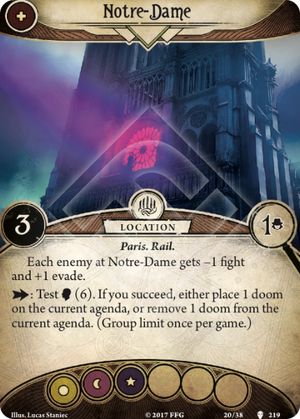 Notre-Dame
3
LOCATION
1
Paris. Rail.
Each enemy at Notre-Dame gets −1 fight
and +1 evade.
: Test (6). If you succeed, either place 1 doom
on the current agenda, or remove 1 doom from the
current agenda. (Group limit once per game.)
Illus. Lucas Staniec
© 2017 FFG
20/38
219